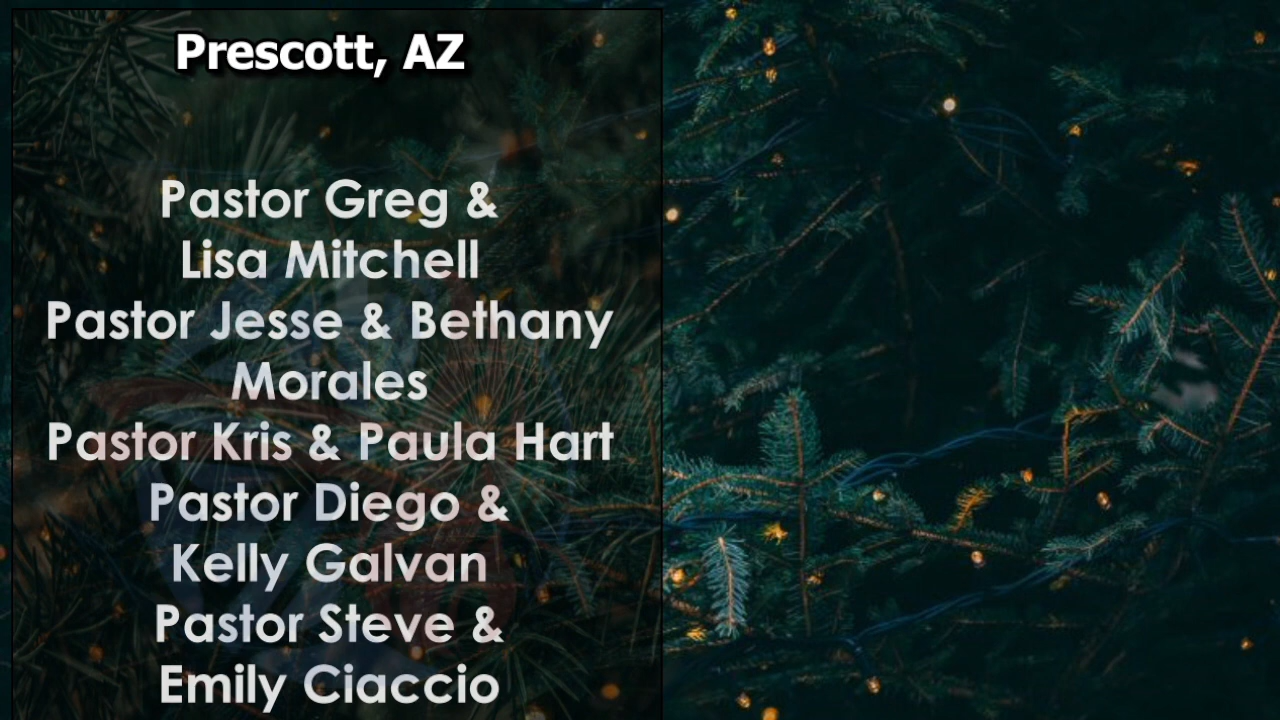 Prescott, AZ
Pastor Greg &
Lisa Mitchell
Pastor Jesse & Bethany
Morales
Pastor Kris & Paula Hart
Pastor Diego &
Kelly Galvan
Pastor Steve &
Emily Ciaccio